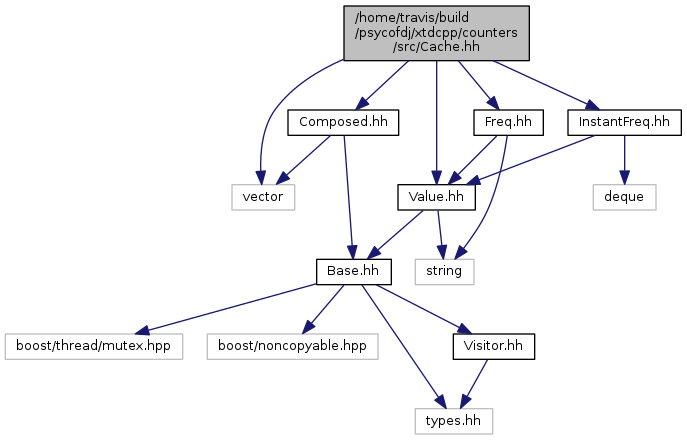 /home/travis/build
/psycofdj/xtdcpp/counters
/src/Cache.hh
Composed.hh
Freq.hh
InstantFreq.hh
vector
Value.hh
deque
Base.hh
string
boost/thread/mutex.hpp
boost/noncopyable.hpp
Visitor.hh
types.hh